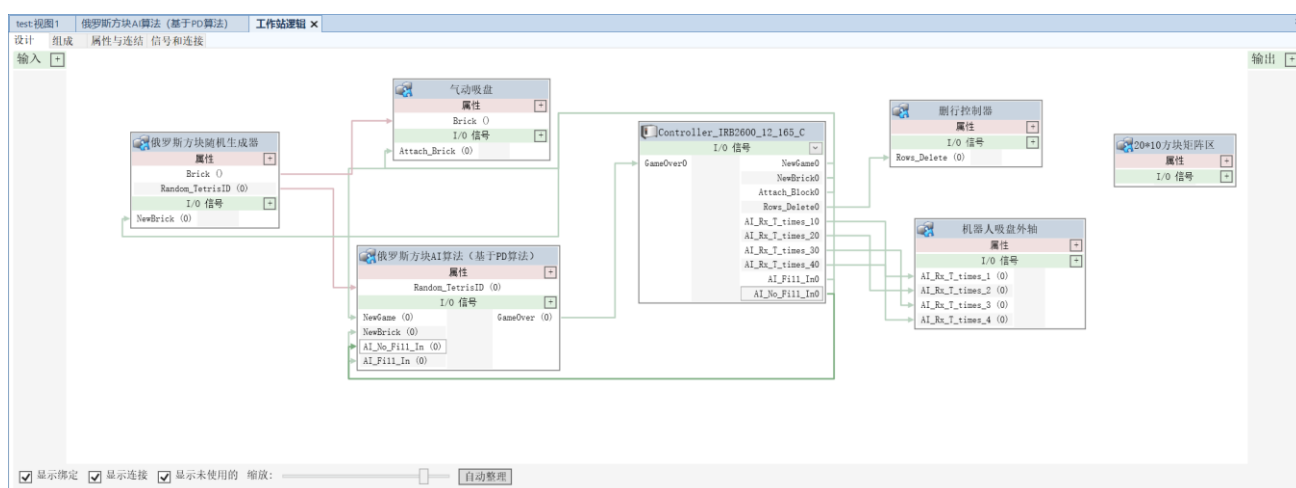 test:视图1 俄罗斯方块AI算法（基于PD算法） 工作站逻辑 ×
设计 组成 属性与连结 信号和连接
输入 +
输出 +
俄罗斯方块随机生成器
属性 +
Brick ()
Random_TetrisID (0)
I/O 信号 +
NewBrick (0)
气动吸盘
属性 +
Brick ()
I/O 信号 +
Attach_Brick (0)
俄罗斯方块AI算法（基于PD算法）
属性 +
Random_TetrisID (0)
I/O 信号 +
NewGame (0) GameOver (0)
NewBrick (0)
AI_No_Fill_In (0)
AI_Fill_In (0)
Controller_IRB2600_12_165_C
I/O 信号
GameOver0 NewGame0
NewBrick0
Attach_Block0
Rows_Delete0
AI_Rx_T_times_10
AI_Rx_T_times_20
AI_Rx_T_times_30
AI_Rx_T_times_40
AI_Fill_In0
AI_No_Fill_In0
删行控制器
属性 +
I/O 信号 +
Rows_Delete (0)
20*10方块矩阵区
属性 +
I/O 信号 +
机器人吸盘外轴
属性 +
I/O 信号 +
AI_Rx_T_times_1 (0)
AI_Rx_T_times_2 (0)
AI_Rx_T_times_3 (0)
AI_Rx_T_times_4 (0)
显示绑定 显示连接 显示未使用的 缩放: 自动整理